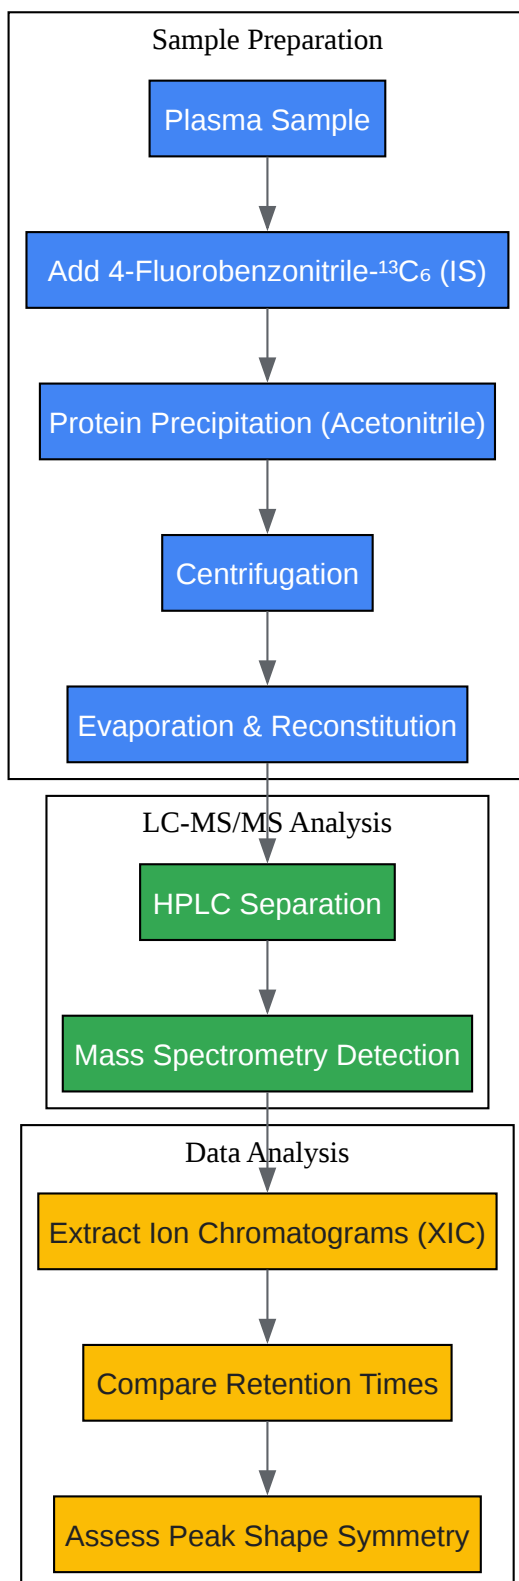 Sample Preparation
Plasma Sample
Add 4-Fluorobenzonitrile-¹³C₆ (IS)
Protein Precipitation (Acetonitrile)
Centrifugation
Evaporation & Reconstitution
LC-MS/MS Analysis
HPLC Separation
Mass Spectrometry Detection
Data Analysis
Extract Ion Chromatograms (XIC)
Compare Retention Times
Assess Peak Shape Symmetry